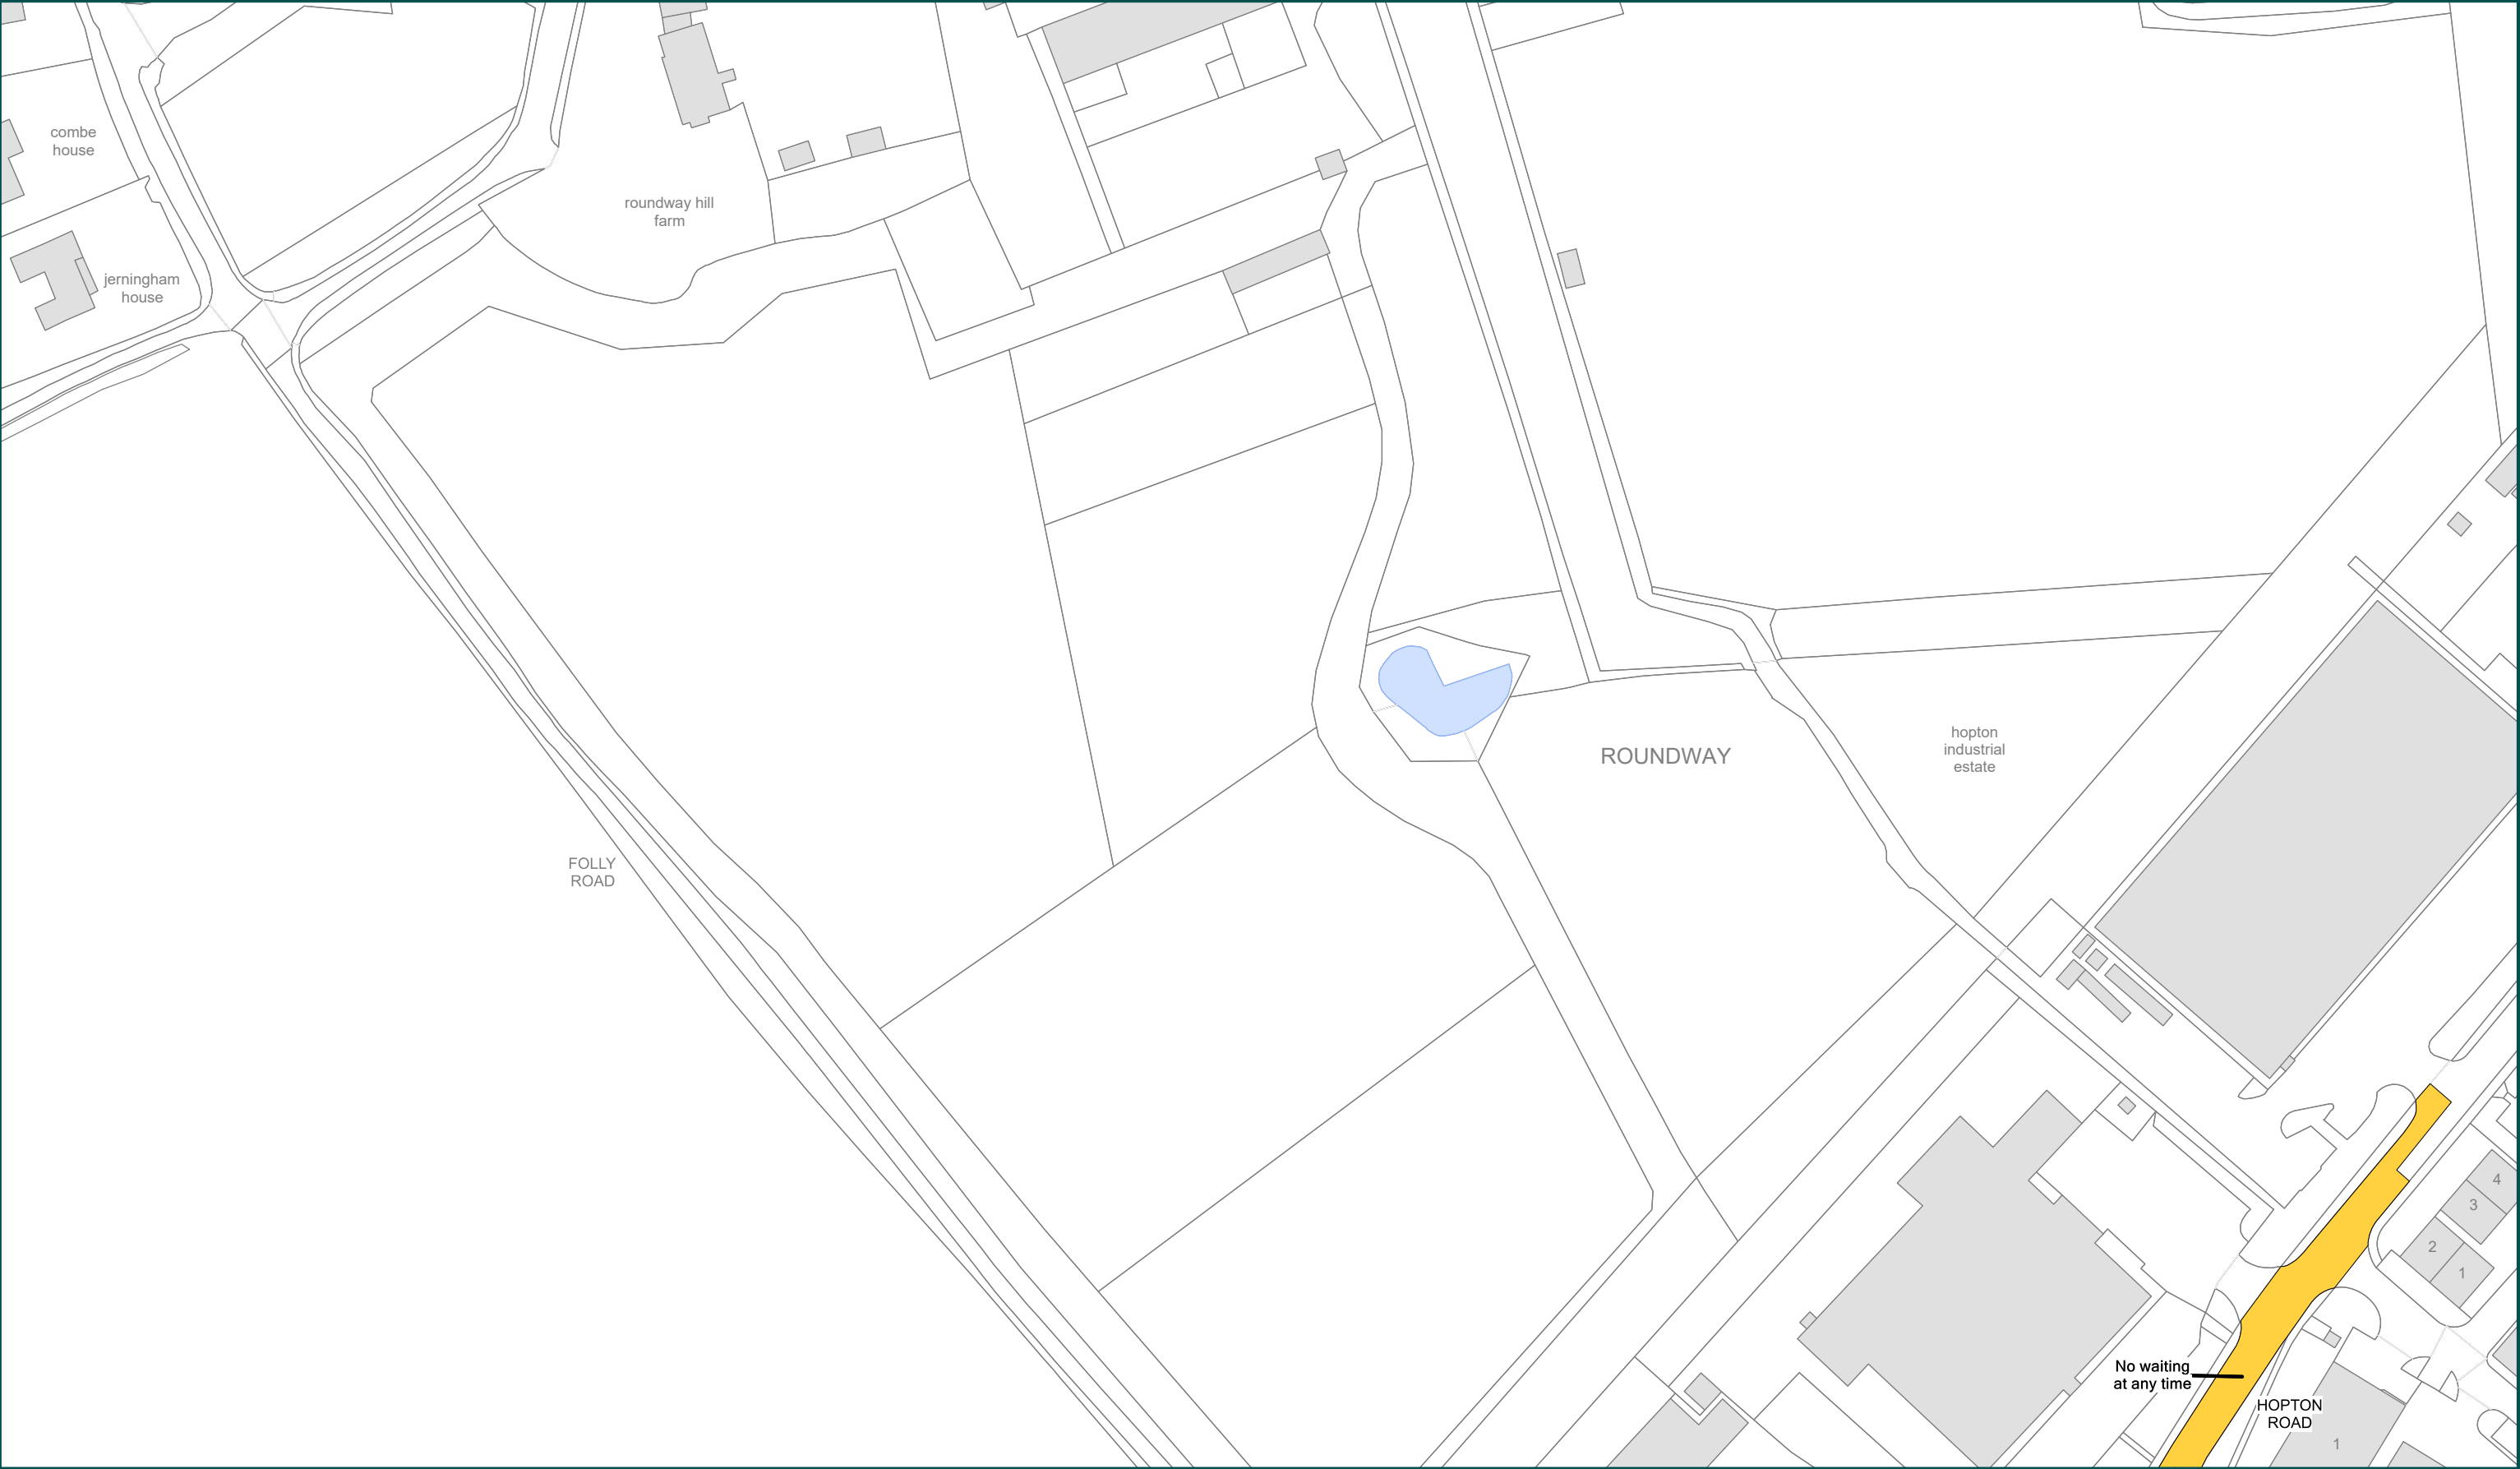 combe
house
roundway hill
farm
jerningham
house
hopton
industrial
estate
ROUNDWAY
FOLLY
ROAD
4
3
2
1
No waiting
at any time
HOPTON
ROAD
1